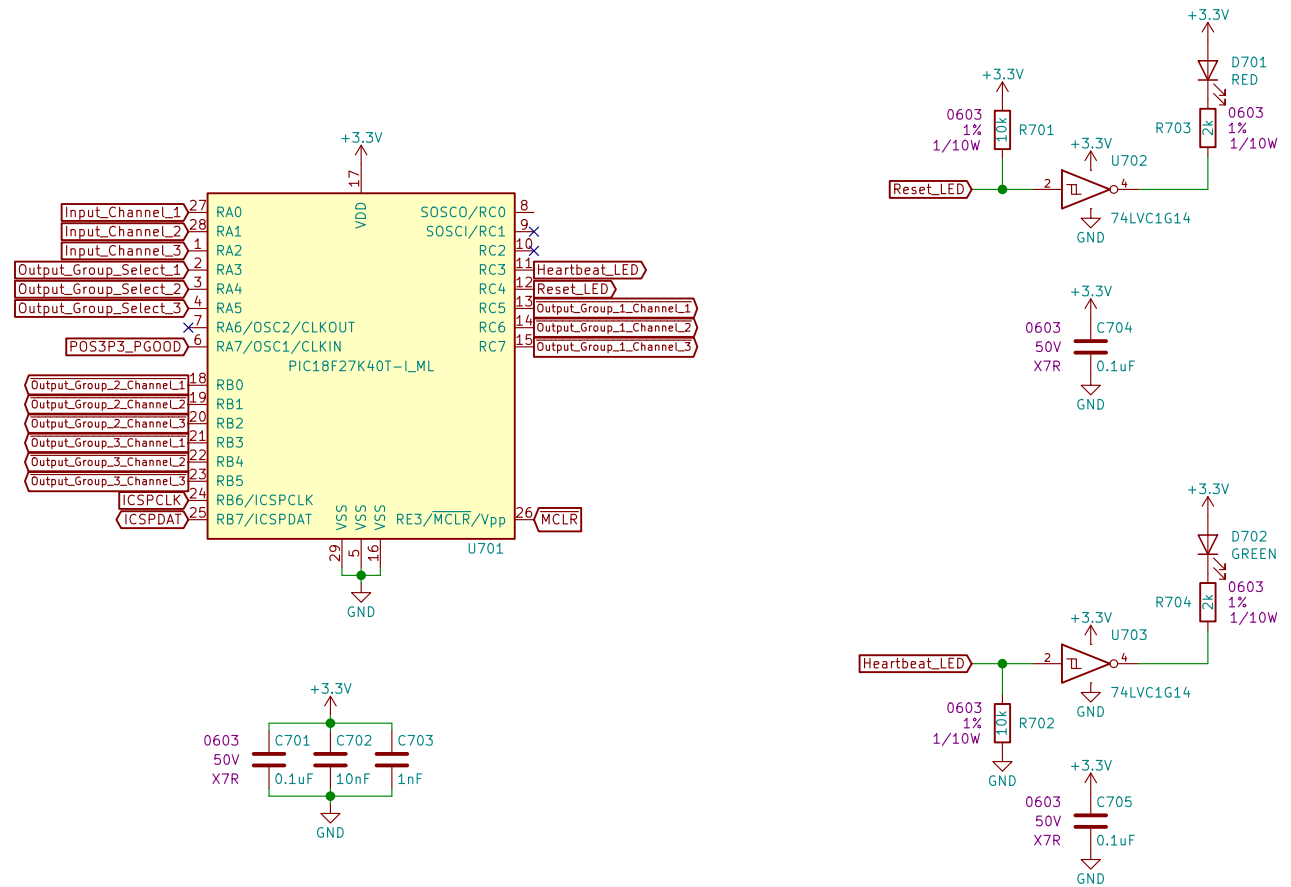 +3.3V
17
VDD
Input_Channel_1 27 RA0
Input_Channel_2 28 RA1
Input_Channel_3 1 RA2
Output_Group_Select_1 2 RA3
Output_Group_Select_2 3 RA4
Output_Group_Select_3 4 RA5
7 RA6/OSC2/CLKOUT
POS3P3_PGOOD 6 RA7/OSC1/CLKIN
PIC18F27K40T-I_ML
Output_Group_2_Channel_1 18 RB0
Output_Group_2_Channel_2 19 RB1
Output_Group_2_Channel_3 20 RB2
Output_Group_3_Channel_1 21 RB3
Output_Group_3_Channel_2 22 RB4
Output_Group_3_Channel_3 23 RB5
ICSPCLK 24 RB6/ICSPCLK
ICSPDAT 25 RB7/ICSPDAT
SOSCO/RC0 8
SOSCI/RC1 9
RC2 10
RC3 11 Heartbeat_LED
RC4 12 Reset_LED
RC5 13 Output_Group_1_Channel_1
RC6 14 Output_Group_1_Channel_2
RC7 15 Output_Group_1_Channel_3
RE3/MCLR/Vpp 26 MCLR
VSS VSS VSS
29 5 16
U701
GND
+3.3V
0603 C701 C702 C703
50V
X7R 0.1uF 10nF 1nF
GND
+3.3V
D701
RED
+3.3V
0603
1%
1/10W
10k
R701
R703
2k
0603
1%
1/10W
+3.3V
U702
Reset_LED
2
4
74LVC1G14
GND
+3.3V
0603 C704
50V
X7R 0.1uF
GND
+3.3V
D702
GREEN
R704
2k
0603
1%
1/10W
+3.3V
U703
Heartbeat_LED
2
4
74LVC1G14
GND
0603
1%
1/10W
10k
R702
GND
+3.3V
0603 C705
50V
X7R 0.1uF
GND